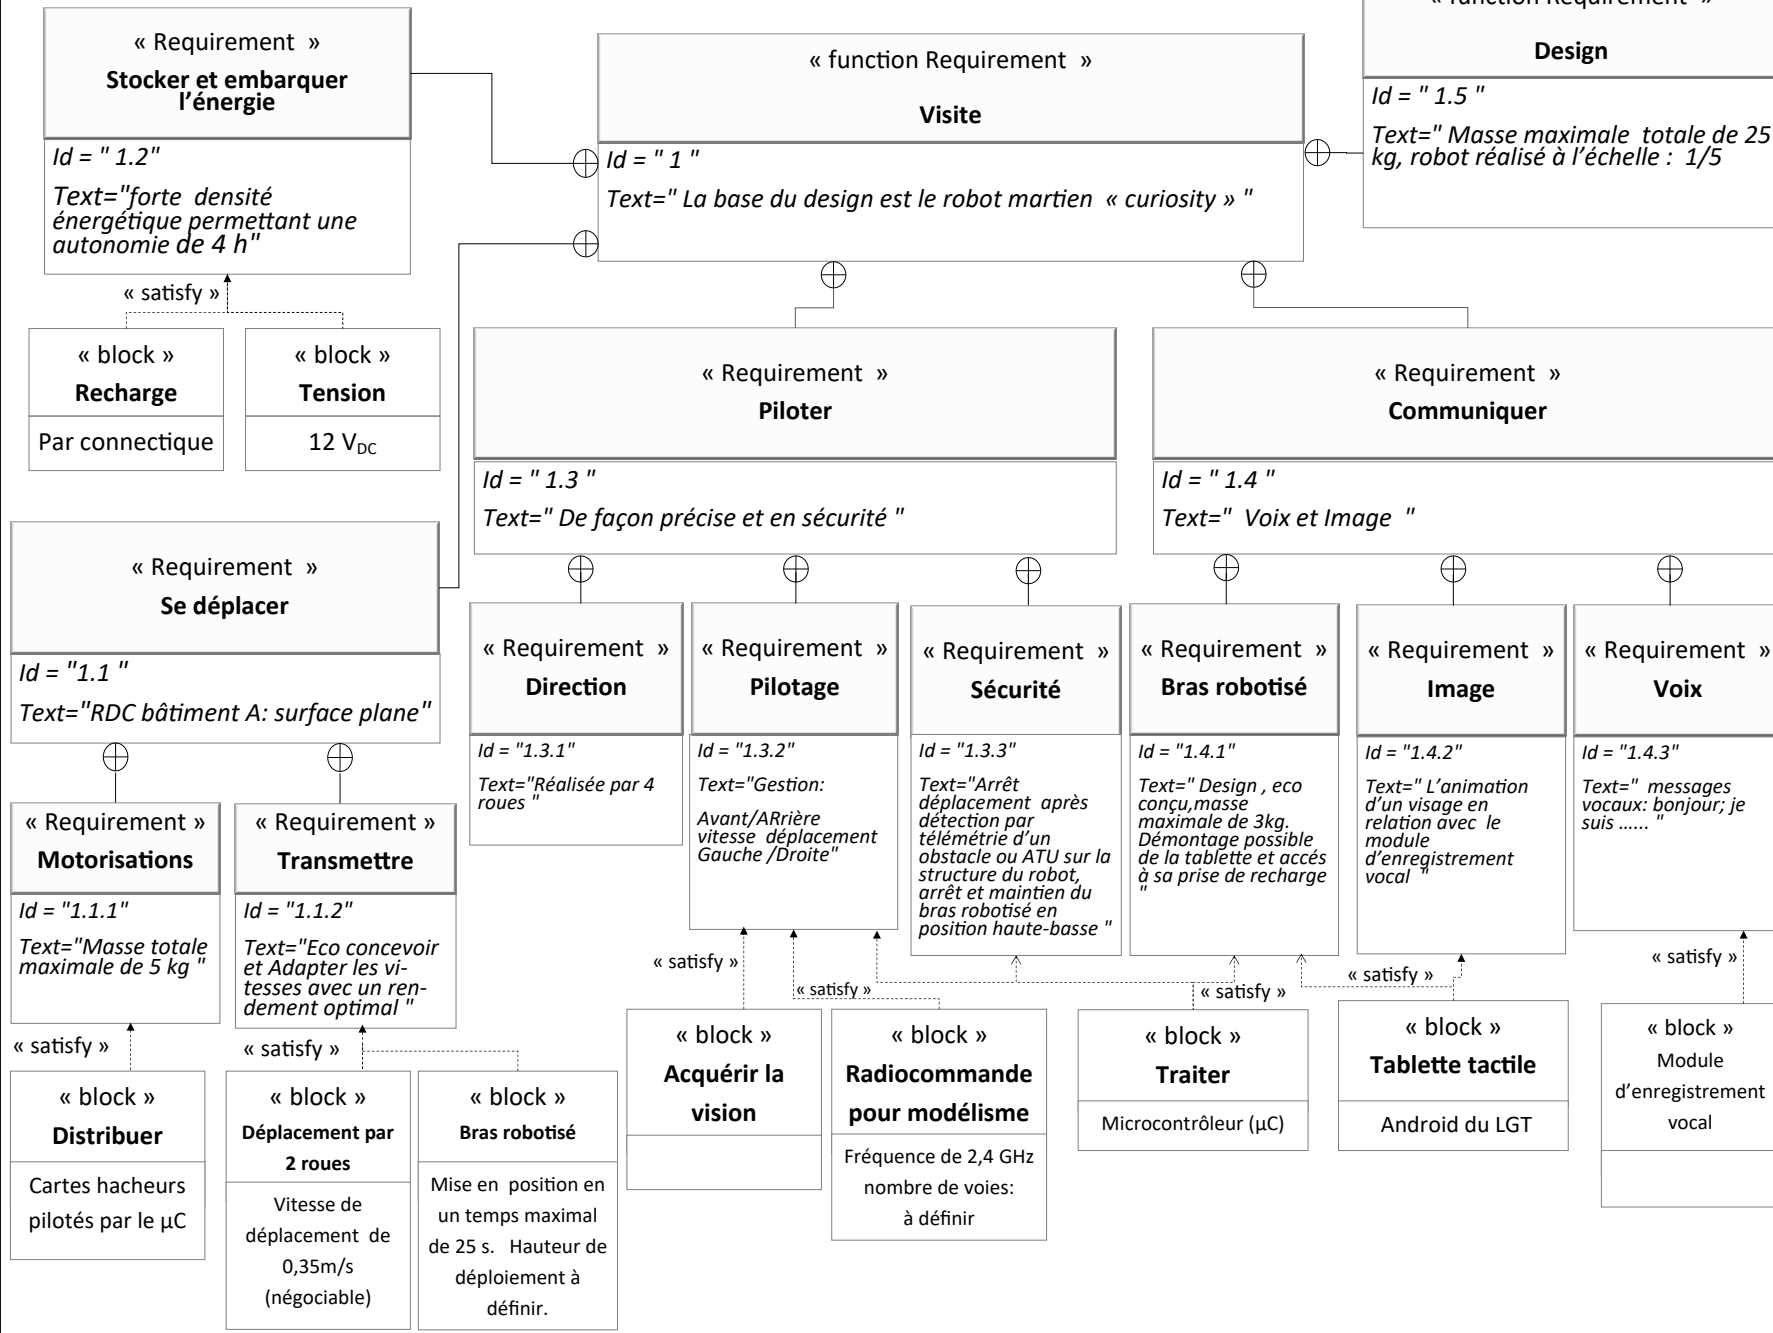 « Requirement »
Stocker et embarquer
l’énergie
Id = " 1.2"
Text="forte densité
énergétique permettant une
autonomie de 4 h"
« satisfy »
« block »
Recharge
Par connectique
« block »
Tension
12 VDC
« function Requirement »
Visite
Id = " 1 "
Text=" La base du design est le robot martien « curiosity » "
« function Requirement »
Design
Id = " 1.5 "
Text=" Masse maximale totale de 25
kg, robot réalisé à l’échelle : 1/5
« Requirement »
Piloter
Id = " 1.3 "
Text=" De façon précise et en sécurité "
« Requirement »
Communiquer
Id = " 1.4 "
Text=" Voix et Image "
« Requirement »
Se déplacer
Id = "1.1 "
Text="RDC bâtiment A: surface plane"
« Requirement »
Direction
Id = "1.3.1"
Text="Réalisée par 4
roues "
« Requirement »
Pilotage
Id = "1.3.2"
Text="Gestion:
Avant/ARrière
vitesse déplacement
Gauche /Droite"
« Requirement »
Sécurité
Id = "1.3.3"
Text="Arrêt
déplacement après
détection par
télémétrie d’un
obstacle ou ATU sur la
structure du robot,
arrêt et maintien du
bras robotisé en
position haute-basse "
« Requirement »
Bras robotisé
Id = "1.4.1"
Text=" Design , eco
conçu,masse
maximale de 3kg.
Démontage possible
de la tablette et accés
à sa prise de recharge
"
« Requirement »
Image
Id = "1.4.2"
Text=" L’animation
d’un visage en
relation avec le
module
d’enregistrement
vocal "
« Requirement »
Voix
Id = "1.4.3"
Text=" messages
vocaux: bonjour; je
suis ...... "
« Requirement »
Motorisations
Id = "1.1.1"
Text="Masse totale
maximale de 5 kg "
« Requirement »
Transmettre
Id = "1.1.2"
Text="Eco concevoir
et Adapter les vi-
tesses avec un ren-
dement optimal "
« satisfy »
« satisfy »
« satisfy »
« satisfy »
« satisfy »
« satisfy »
« satisfy »
« block »
Distribuer
Cartes hacheurs
pilotés par le µC
« block »
Déplacement par
2 roues
Vitesse de
déplacement de
0,35m/s
(négociable)
« block »
Bras robotisé
Mise en position en
un temps maximal
de 25 s. Hauteur de
déploiement à
définir.
« block »
Acquérir la
vision
« block »
Radiocommande
pour modélisme
Fréquence de 2,4 GHz
nombre de voies:
à définir
« block »
Traiter
Microcontrôleur (µC)
« block »
Tablette tactile
Android du LGT
« block »
Module
d’enregistrement
vocal